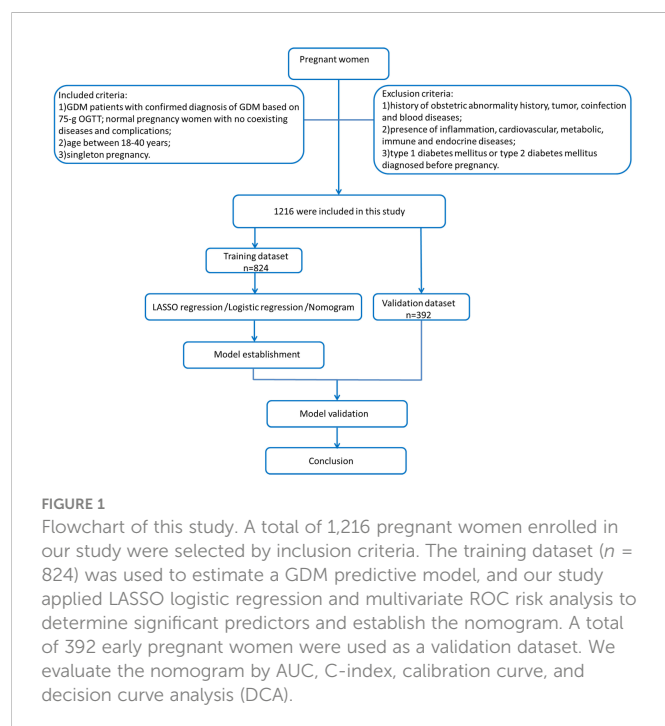 Pregnant women
Included criteria:
1)GDM patients with confirmed diagnosis of GDM based on
75-g OGTT; normal pregnancy women with no coexisting
diseases and complications;
2)age between 18-40 years;
3)singleton pregnancy.
Exclusion criteria:
1)history of obstetric abnormality history, tumor, coinfection
and blood diseases;
2)presence of inflammation, cardiovascular, metabolic,
immune and endocrine diseases;
3)type 1 diabetes mellitus or type 2 diabetes mellitus
diagnosed before pregnancy.
1216 were included in this study
Training dataset
n=824
LASSO regression /Logistic regression /Nomogram
Validation dataset
n=392
Model establishment
Model validation
Conclusion
FIGURE 1
Flowchart of this study. A total of 1,216 pregnant women enrolled in
our study were selected by inclusion criteria. The training dataset (n =
824) was used to estimate a GDM predictive model, and our study
applied LASSO logistic regression and multivariate ROC risk analysis to
determine significant predictors and establish the nomogram. A total
of 392 early pregnant women were used as a validation dataset. We
evaluate the nomogram by AUC, C-index, calibration curve, and
decision curve analysis (DCA).